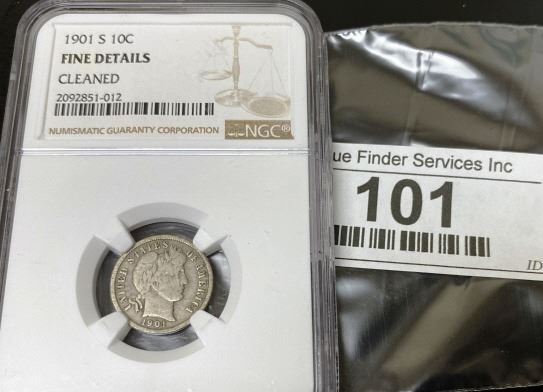 1901 S 10C
FINE DETAILS
CLEANED
2092851-012
NUMISMATIC GUARANTY CORPORATION NGC®
UNITED STATES OF AMERICA
1901
ue Finder Services Inc
101
ID